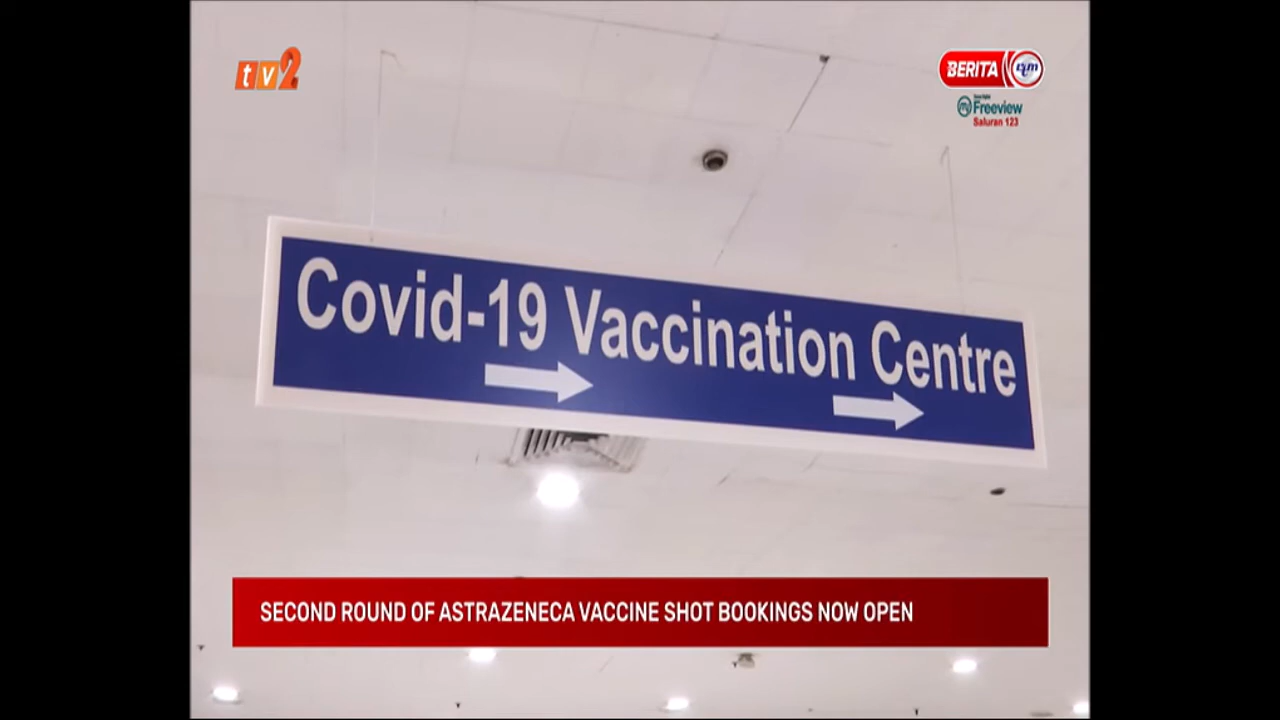 tv2
BERITA rtm
my Freeview
Saluran 123
Covid-19 Vaccination Centre
SECOND ROUND OF ASTRAZENECA VACCINE SHOT BOOKINGS NOW OPEN